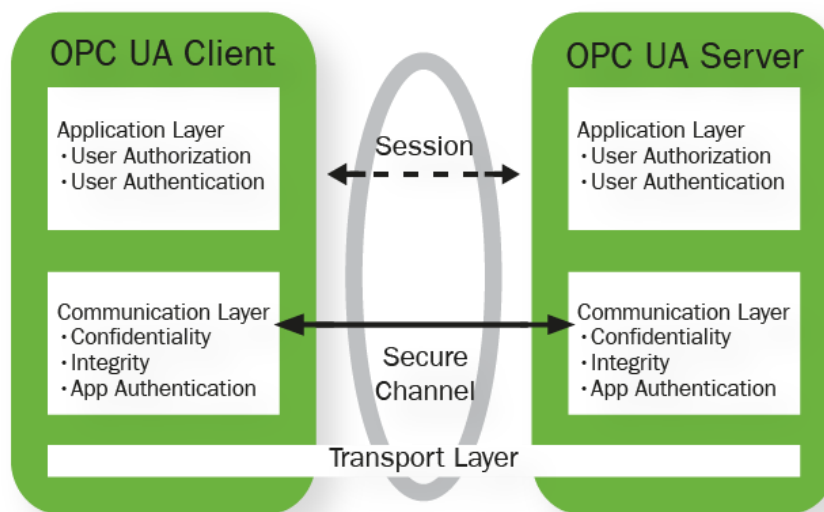 OPC UA Client
Application Layer
· User Authorization
· User Authentication
Communication Layer
· Confidentiality
· Integrity
· App Authentication
Session
Secure
Channel
OPC UA Server
Application Layer
· User Authorization
· User Authentication
Communication Layer
· Confidentiality
· Integrity
· App Authentication
Transport Layer